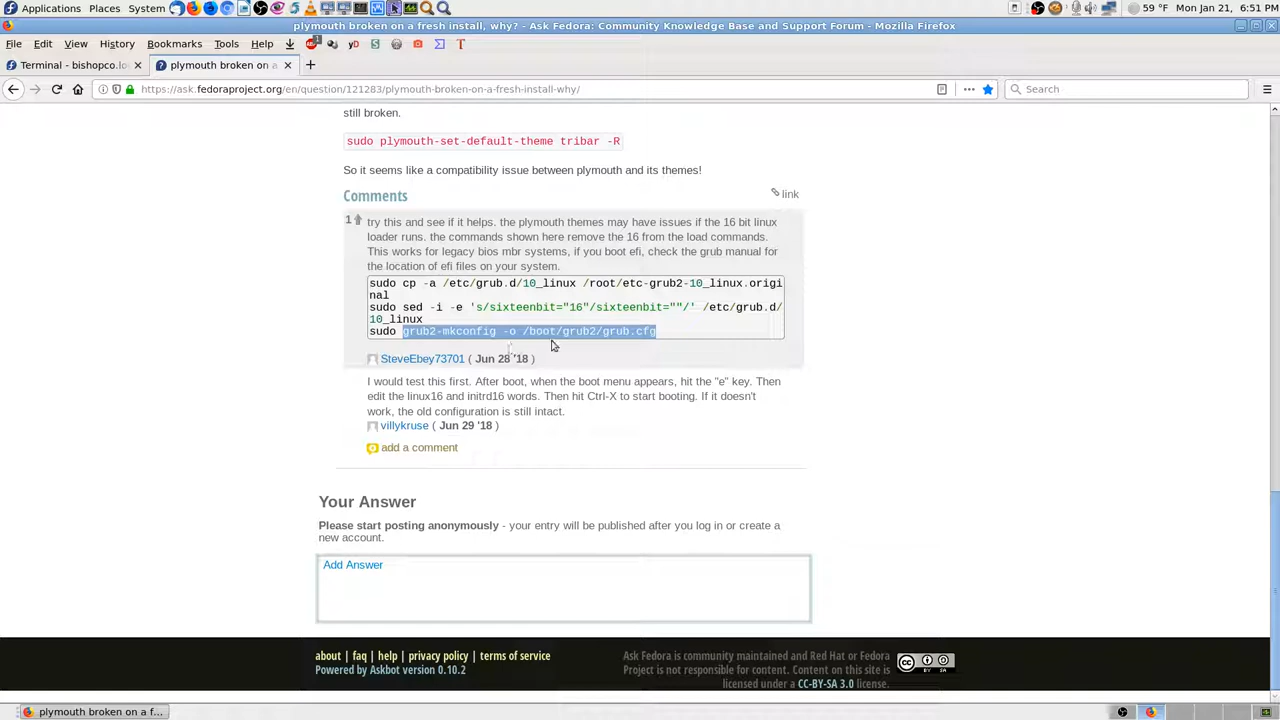 Applications Places System 59 °F Mon Jan 21, 6:51 PM
plymouth broken on a fresh install, why? - Ask Fedora: Community Knowledge Base and Support Forum - Mozilla Firefox
File Edit View History Bookmarks Tools Help
Terminal - bishopco.lo
plymouth broken on a
https://ask.fedoraproject.org/en/question/121283/plymouth-broken-on-a-fresh-install-why/
Search
still broken.
sudo plymouth-set-default-theme tribar -R
So it seems like a compatibility issue between plymouth and its themes!
Comments
link
1
try this and see if it helps. the plymouth themes may have issues if the 16 bit linux
loader runs. the commands shown here remove the 16 from the load commands.
This works for legacy bios mbr systems, if you boot efi, check the grub manual for
the location of efi files on your system.
sudo cp -a /etc/grub.d/10_linux /root/etc-grub2-10_linux.origi
nal
sudo sed -i -e 's/sixteenbit="16"/sixteenbit=""/' /etc/grub.d/
10_linux
sudo grub2-mkconfig -o /boot/grub2/grub.cfg
SteveEbey73701 ( Jun 28 '18 )
I would test this first. After boot, when the boot menu appears, hit the "e" key. Then
edit the linux16 and initrd16 words. Then hit Ctrl-X to start booting. If it doesn't
work, the old configuration is still intact.
villykruse ( Jun 29 '18 )
add a comment
Your Answer
Please start posting anonymously - your entry will be published after you log in or create a
new account.
Add Answer
about | faq | help | privacy policy | terms of service
Powered by Askbot version 0.10.2
Ask Fedora is community maintained and Red Hat or Fedora
Project is not responsible for content. Content on this site is
licensed under a CC-BY-SA 3.0 license.
plymouth broken on a f...